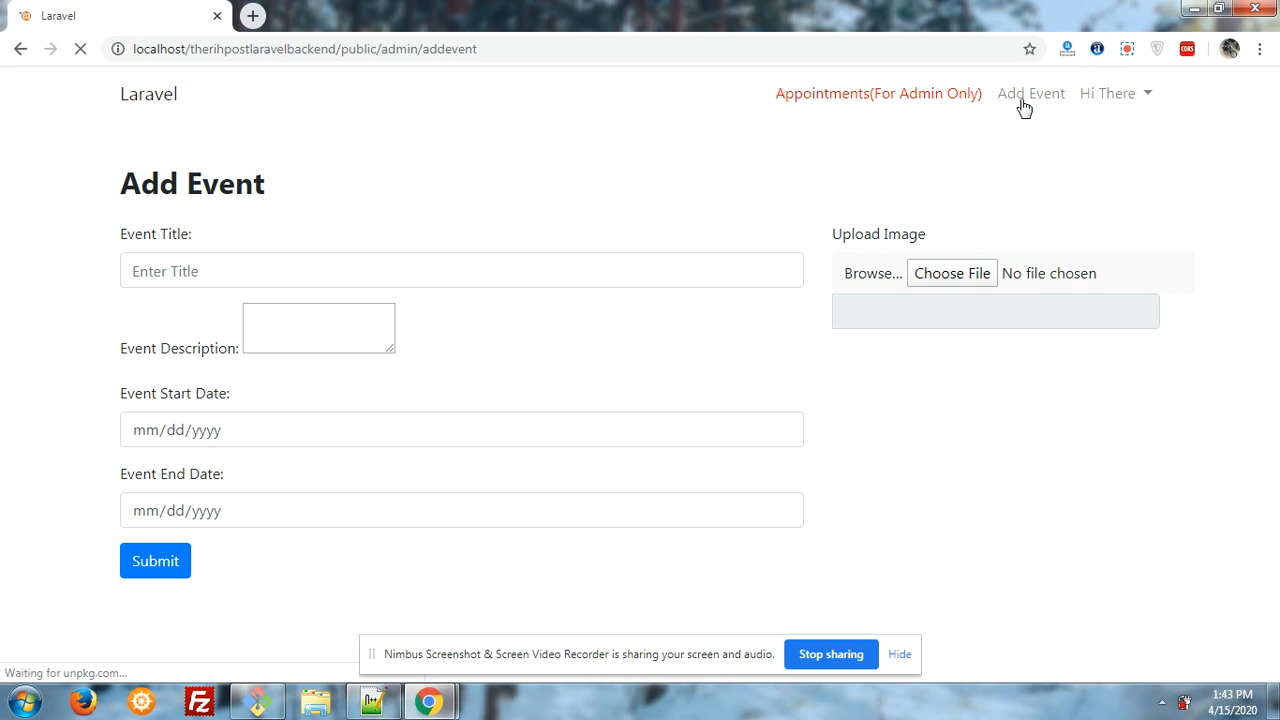 Laravel
localhost/therihpostlaravelbackend/public/admin/addevent
CORS
Laravel
Appointments(For Admin Only) Add Event Hi There
Add Event
Event Title:
Enter Title
Event Description:
Event Start Date:
mm/dd/yyyy
Event End Date:
mm/dd/yyyy
Submit
Upload Image
Browse... Choose File No file chosen
Nimbus Screenshot & Screen Video Recorder is sharing your screen and audio. Stop sharing Hide
Waiting for unpkg.com...
Fz
1:43 PM
4/15/2020